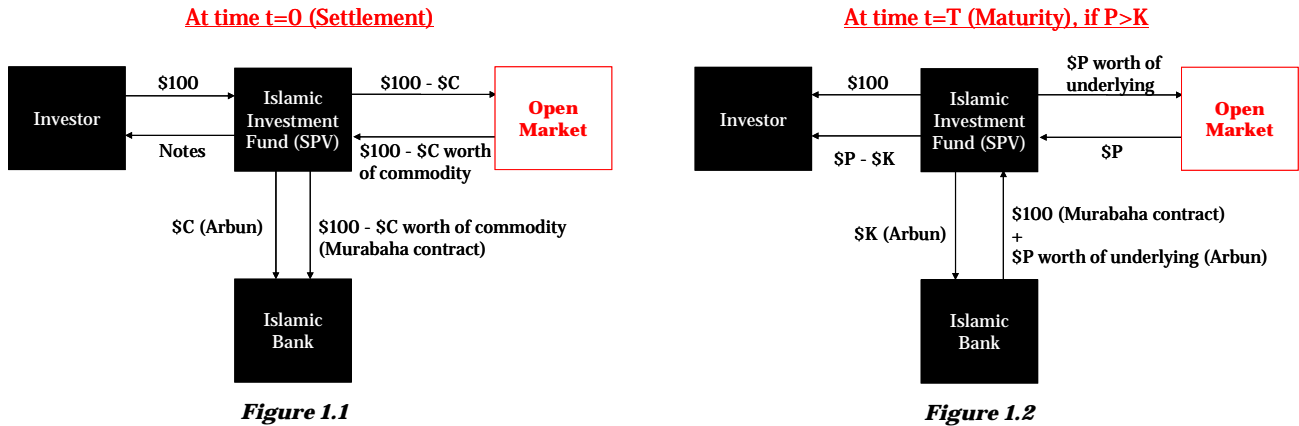 At time t=0 (Settlement)
Investor
$100
Notes
Islamic
Investment
Fund (SPV)
$100 - $C
$100 - $C worth
of commodity
Open
Market
$C (Arbun)
$100 - $C worth of commodity
(Murabaha contract)
Islamic
Bank
Figure 1.1
At time t=T (Maturity), if P>K
Investor
$100
$P - $K
Islamic
Investment
Fund (SPV)
$P worth of
underlying
$P
Open
Market
$K (Arbun)
$100 (Murabaha contract)
+
$P worth of underlying (Arbun)
Islamic
Bank
Figure 1.2